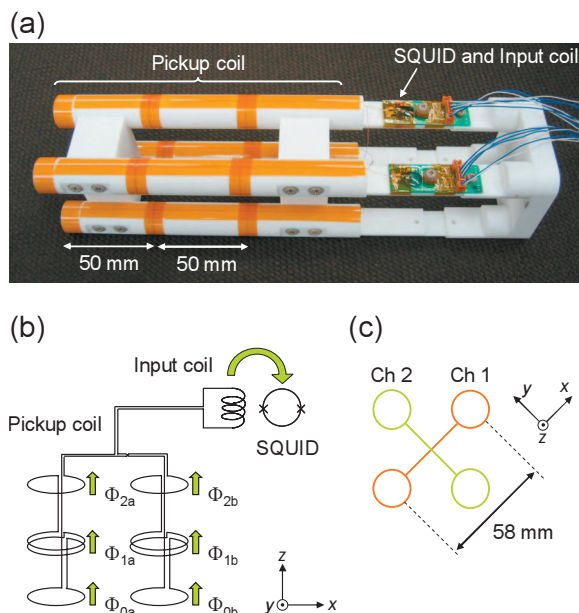 (a)
SQUID and Input coil
Pickup coil
50 mm
50 mm
(b)
(c)
Input coil
SQUID
Pickup coil
Φ2a
Φ2b
Φ1a
Φ1b
Φ0a
Φ0b
z
y
x
Ch 2
Ch 1
y
x
z
58 mm